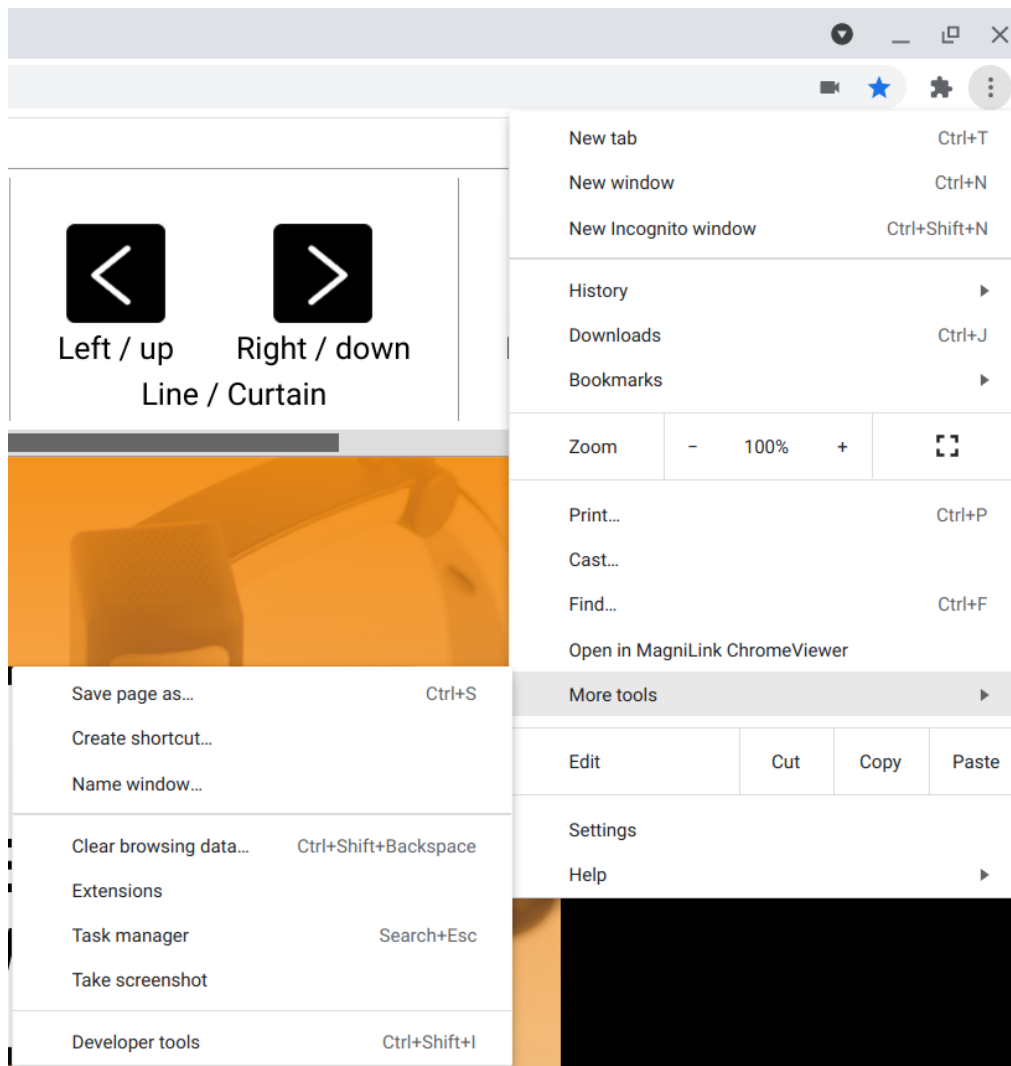 New tab Ctrl+T
New window Ctrl+N
New Incognito window Ctrl+Shift+N
History
Downloads Ctrl+J
Bookmarks
Zoom - 100% +
Print... Ctrl+P
Cast...
Find... Ctrl+F
Open in MagniLink ChromeViewer
More tools
Edit Cut Copy Paste
Settings
Help
Left / up Right / down
Line / Curtain
Save page as... Ctrl+S
Create shortcut...
Name window...
Clear browsing data... Ctrl+Shift+Backspace
Extensions
Task manager Search+Esc
Take screenshot
Developer tools Ctrl+Shift+I